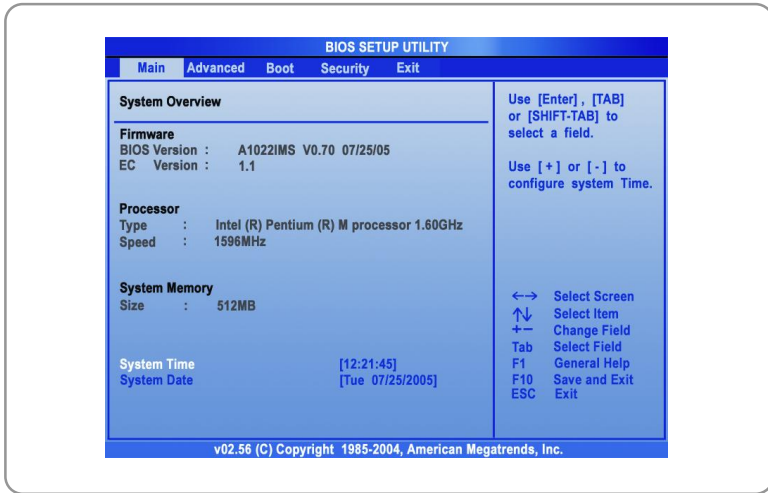 BIOS SETUP UTILITY
Main Advanced Boot Security Exit
System Overview
Firmware
BIOS Version : A1022IMS V0.70 07/25/05
EC Version : 1.1
Processor
Type : Intel (R) Pentium (R) M processor 1.60GHz
Speed : 1596MHz
System Memory
Size : 512MB
System Time [12:21:45]
System Date [Tue 07/25/2005]
Use [Enter] , [TAB]
or [SHIFT-TAB] to
select a field.
Use [+] or [-] to
configure system Time.
←→ Select Screen
↑↓ Select Item
+− Change Field
Tab Select Field
F1 General Help
F10 Save and Exit
ESC Exit
v02.56 (C) Copyright 1985-2004, American Megatrends, Inc.